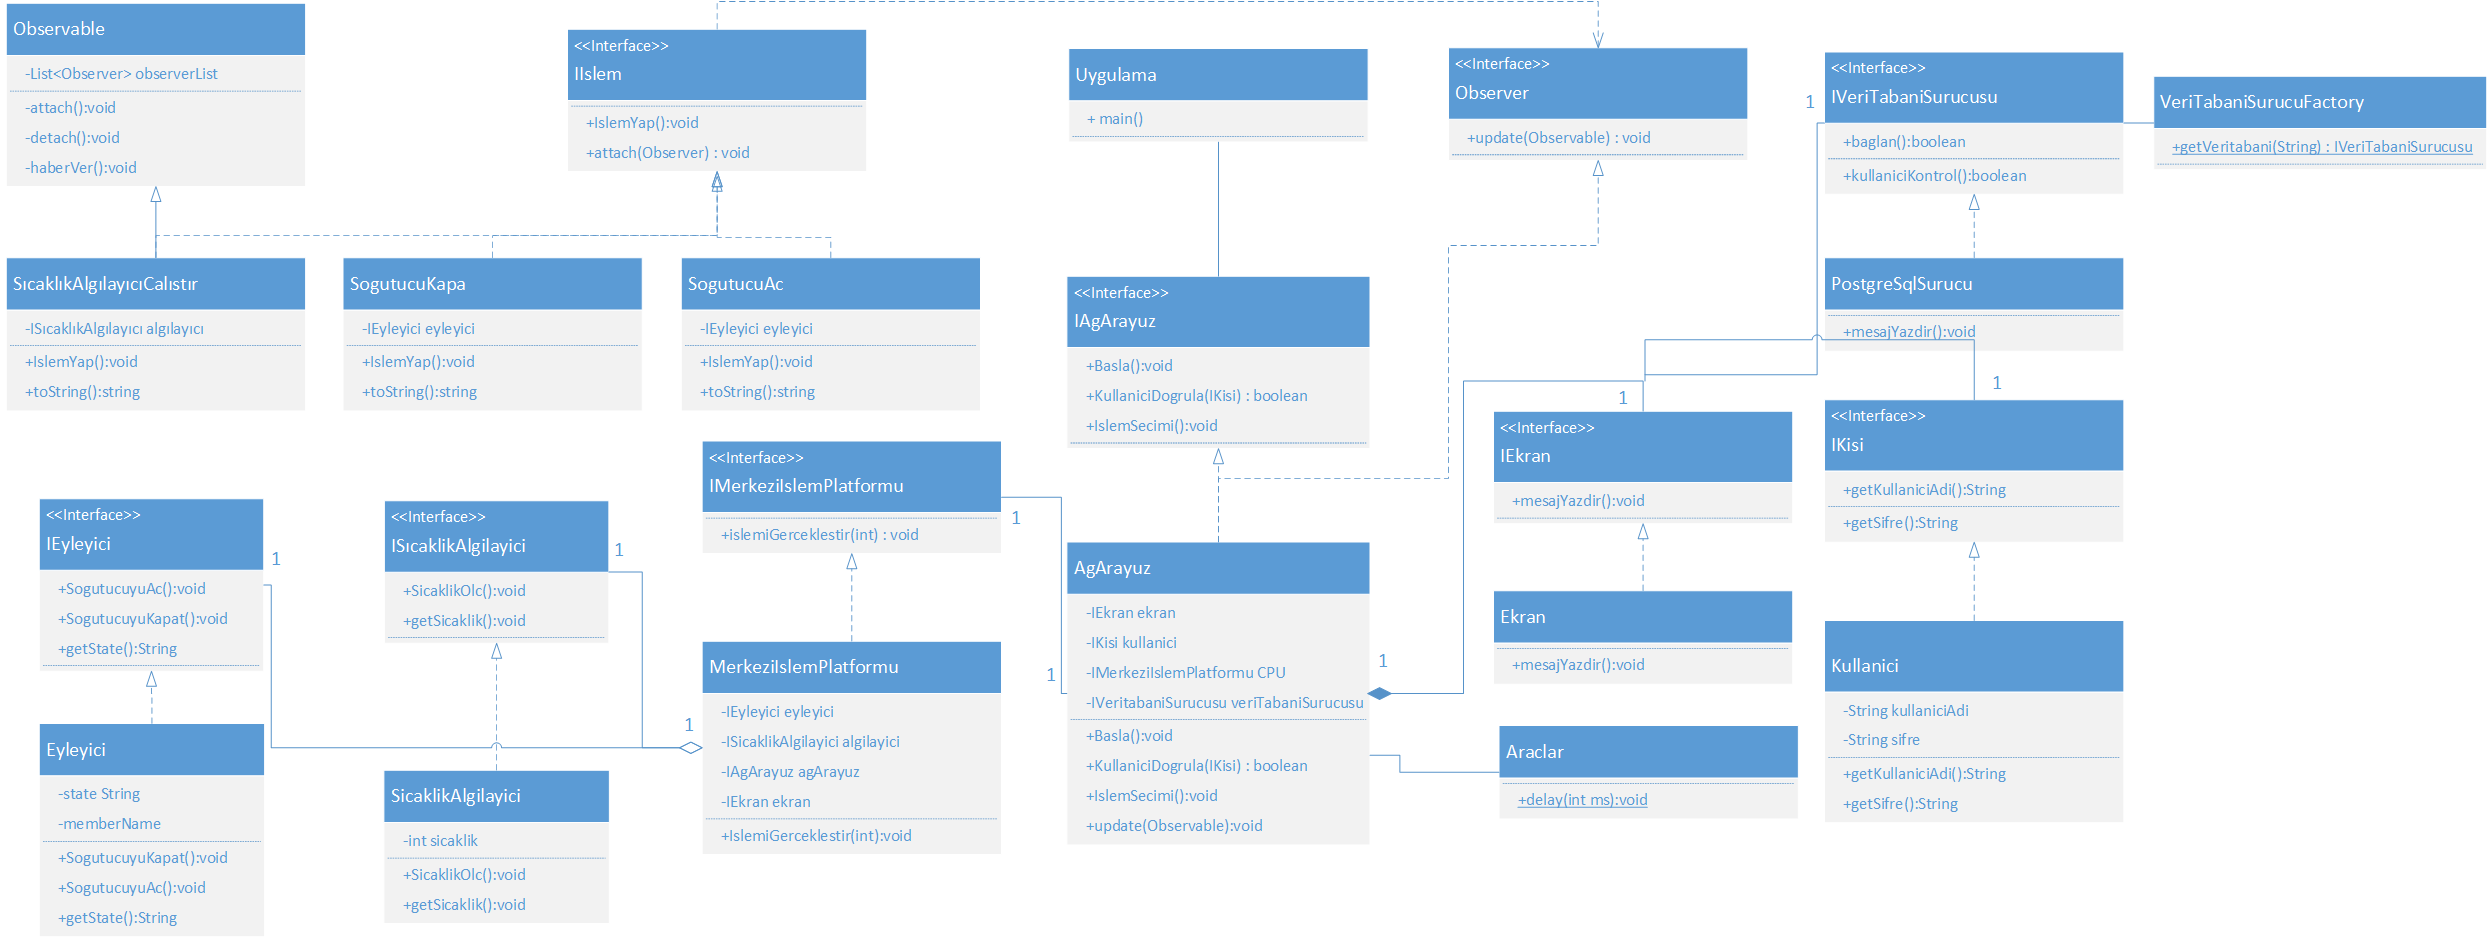 Observable
-List<Observer> observerList
-attach():void
-detach():void
-haberVer():void
<<Interface>>
IIslem
+IslemYap():void
+attach(Observer) : void
Uygulama
+ main()
<<Interface>>
Observer
+update(Observable) : void
<<Interface>>
IVeriTabaniSurucusu
+baglan():boolean
+kullaniciKontrol():boolean
1
VeriTabaniSurucuFactory
+getVeritabani(String) : IVeriTabaniSurucusu
SıcaklıkAlgılayıcıCalıstır
-ISıcaklıkAlgılayıcı algılayıcı
+IslemYap():void
+toString():string
SogutucuKapa
-IEyleyici eyleyici
+IslemYap():void
+toString():string
SogutucuAc
-IEyleyici eyleyici
+IslemYap():void
+toString():string
<<Interface>>
IAgArayuz
+Basla():void
+KullaniciDogrula(IKisi) : boolean
+IslemSecimi():void
PostgreSqlSurucu
+mesajYazdir():void
1
1
<<Interface>>
IEkran
+mesajYazdir():void
<<Interface>>
IKisi
+getKullaniciAdi():String
+getSifre():String
<<Interface>>
IMerkeziIslemPlatformu
+islemiGerceklestir(int) : void
1
1
<<Interface>>
IEyleyici
+SogutucuyuAc():void
+SogutucuyuKapat():void
+getState():String
1
<<Interface>>
ISıcaklikAlgilayici
+SicaklikOlc():void
+getSicaklik():void
1
AgArayuz
-IEkran ekran
-IKisi kullanici
-IMerkeziIslemPlatformu CPU
-IVeritabaniSurucusu veriTabaniSurucusu
+Basla():void
+KullaniciDogrula(IKisi) : boolean
+IslemSecimi():void
+update(Observable):void
1
Ekran
+mesajYazdir():void
Kullanici
-String kullaniciAdi
-String sifre
+getKullaniciAdi():String
+getSifre():String
MerkeziIslemPlatformu
-IEyleyici eyleyici
-ISicaklikAlgilayici algilayici
-IAgArayuz agArayuz
-IEkran ekran
+IslemiGerceklestir(int):void
1
Eyleyici
-state String
-memberName
+SogutucuyuKapat():void
+SogutucuyuAc():void
+getState():String
SicaklikAlgilayici
-int sicaklik
+SicaklikOlc():void
+getSicaklik():void
Araclar
+delay(int ms):void